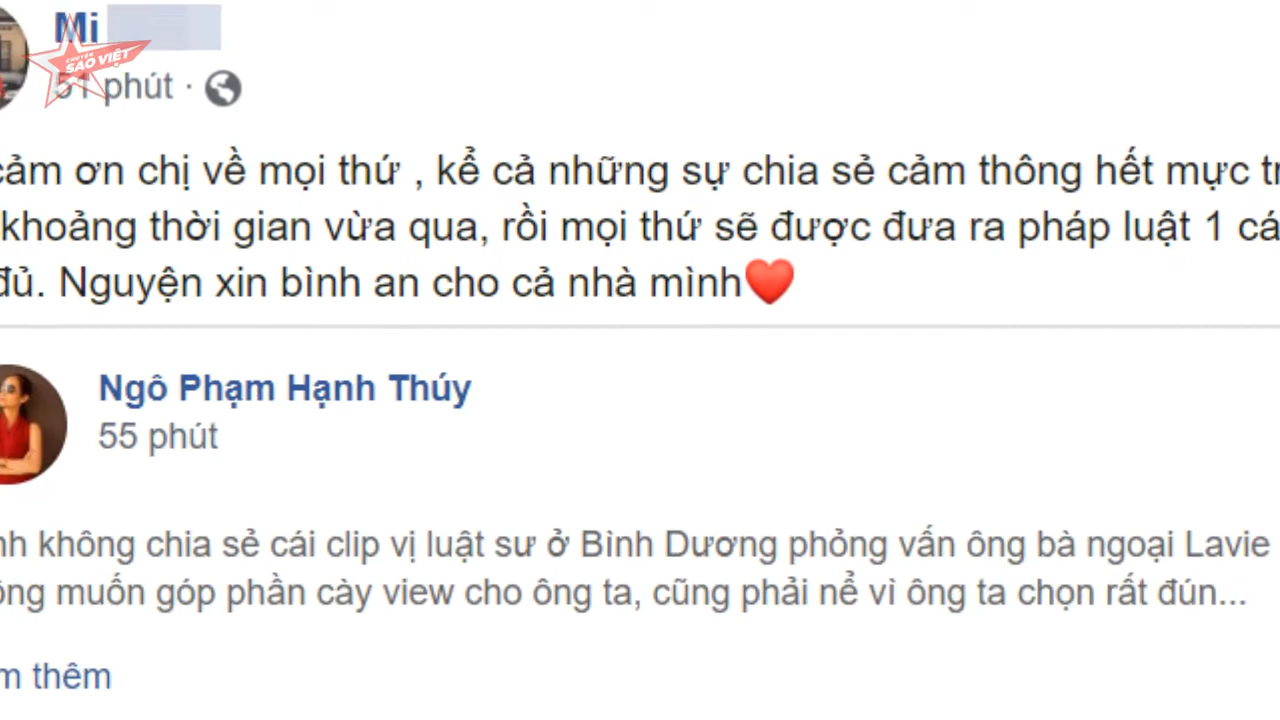 Mi
CHUYỆN
SAO VIỆT
51 phút ·
cảm ơn chị về mọi thứ , kể cả những sự chia sẻ cảm thông hết mực
khoảng thời gian vừa qua, rồi mọi thứ sẽ được đưa ra pháp luật 1
đủ. Nguyện xin bình an cho cả nhà mình❤️
Ngô Phạm Hạnh Thúy
55 phút
không chia sẻ cái clip vị luật sư ở Bình Dương phỏng vấn ông bà ngoại Lavie
muốn góp phần cày view cho ông ta, cũng phải nể vì ông ta chọn rất đún...
thêm